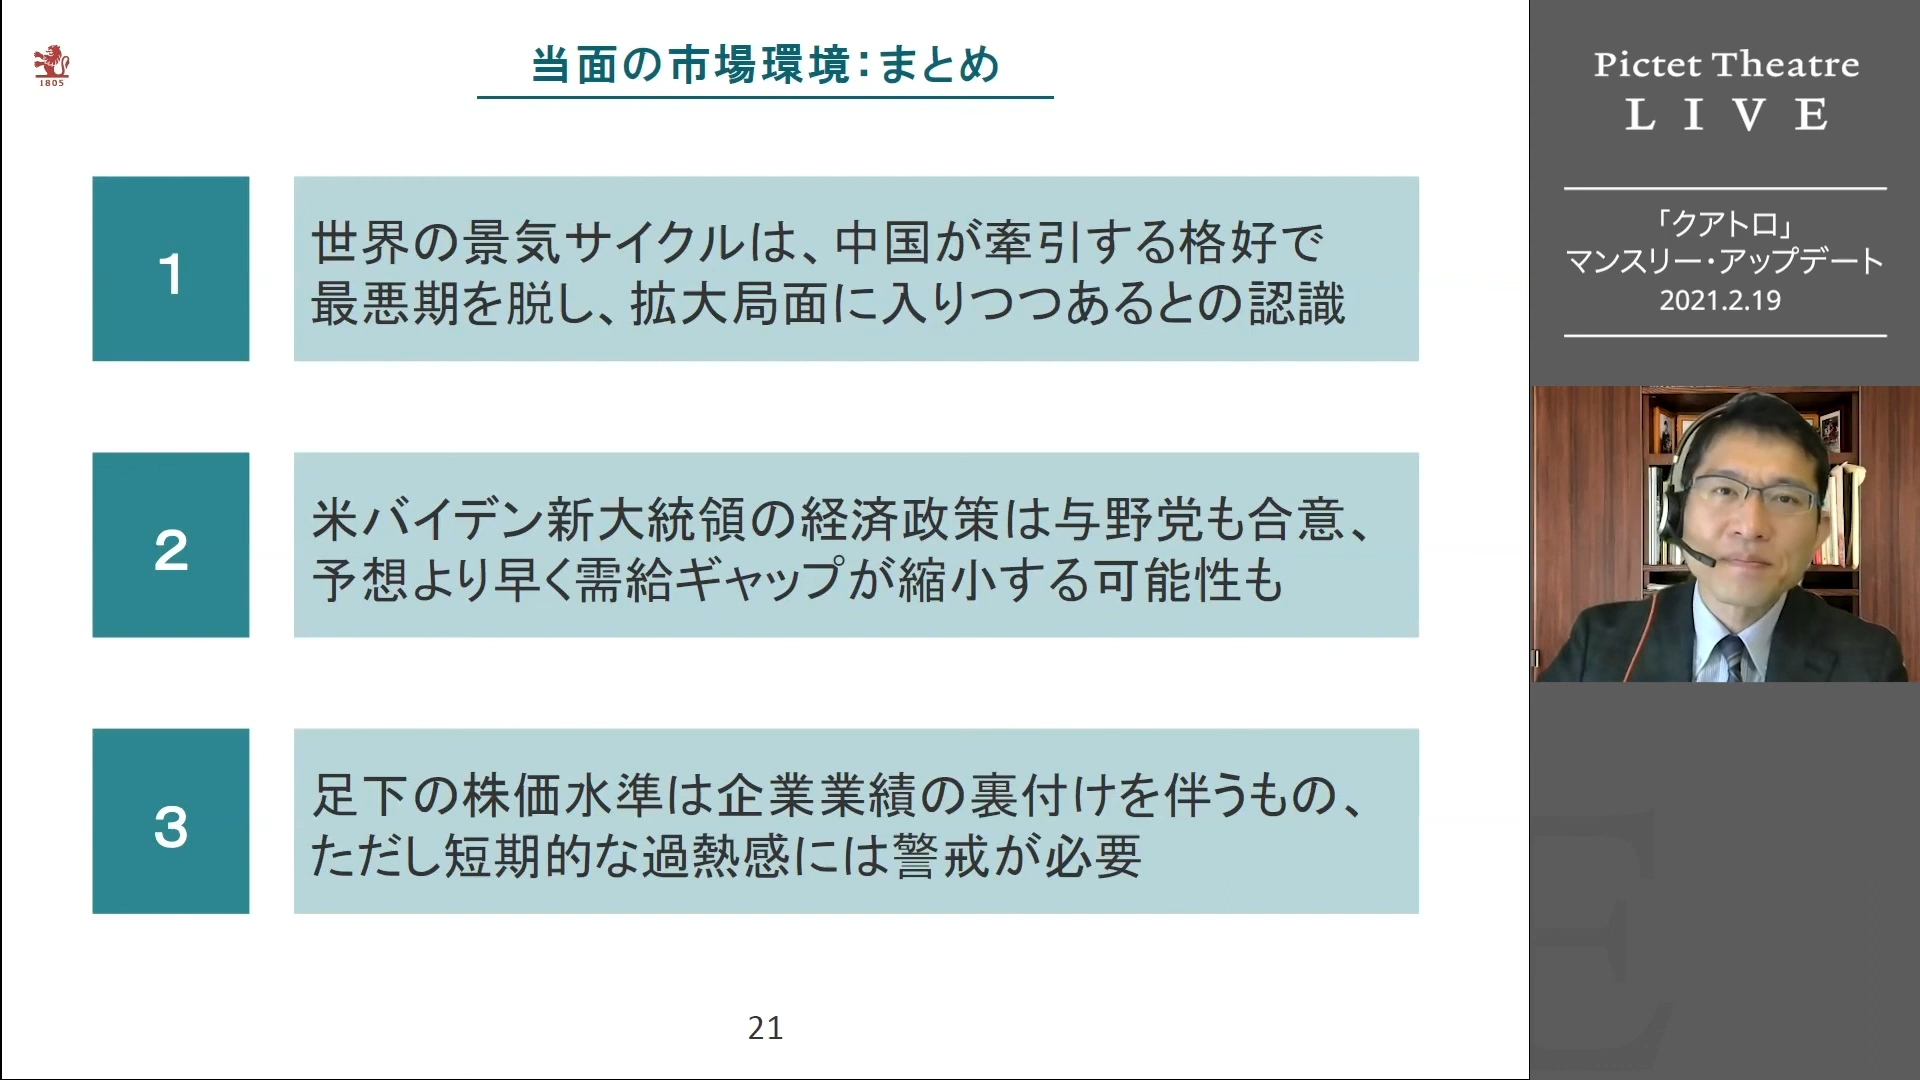 1805
当面の市場環境：まとめ
1
世界の景気サイクルは、中国が牽引する格好で
最悪期を脱し、拡大局面に入りつつあるとの認識
2
米バイデン新大統領の経済政策は与野党も合意、
予想より早く需給ギャップが縮小する可能性も
3
足下の株価水準は企業業績の裏付けを伴うもの、
ただし短期的な過熱感には警戒が必要
21
Pictet Theatre
LIVE
「クアトロ」
マンスリー・アップデート
2021.2.19
E